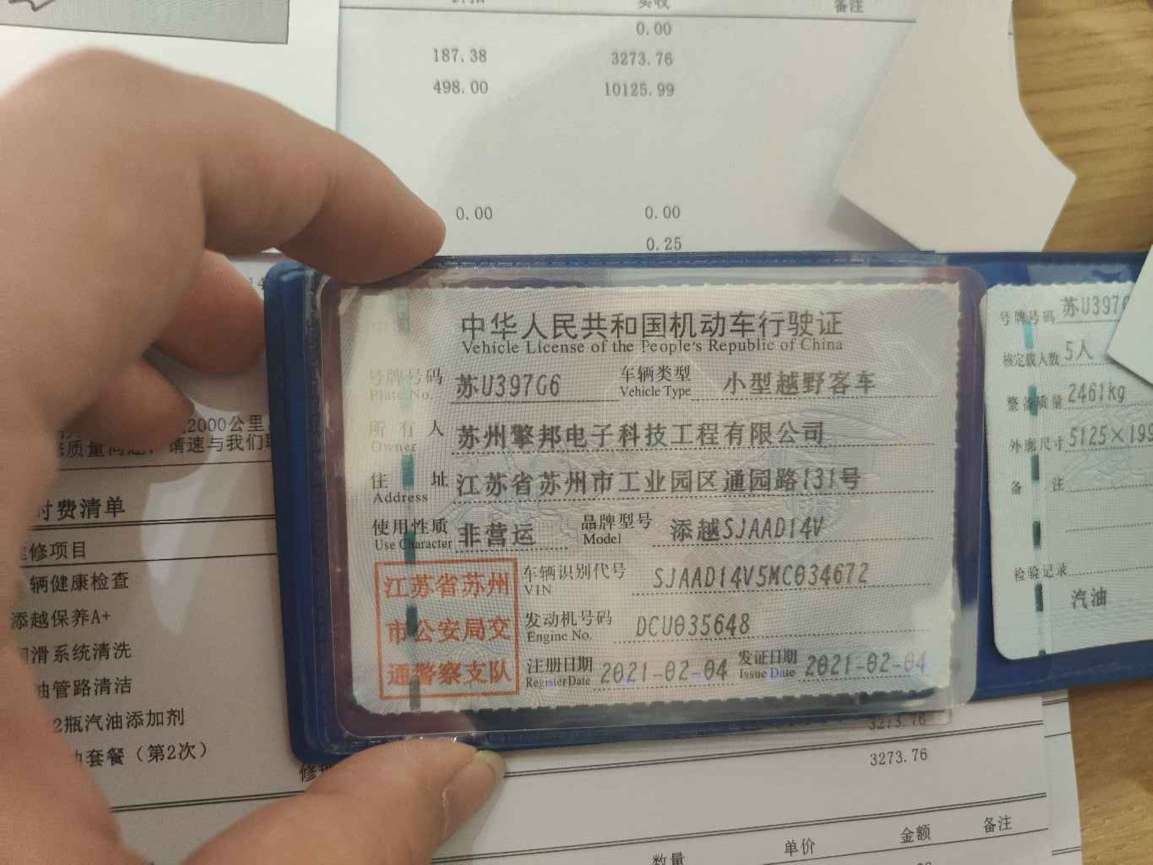 实收
备注
0.00
187.38 3273.76
498.00 10125.99
0.00 0.00
0.25
中华人民共和国机动车行驶证
Vehicle License of the People's Republic of China
号牌号码 苏U397G6 车辆类型 小型越野客车
Plate No. Vehicle Type
所有人 苏州擎邦电子科技工程有限公司
Owner
住址 江苏省苏州市工业园区通园路131号
Address
使用性质 非营运 品牌型号 添越SJAAD14V
Use Character Model
江苏省苏州
市公安局交
通警察支队
车辆识别代号 SJAAD14V5MC034672
VIN
发动机号码 DCU035648
Engine No.
注册日期 2021-02-04 发证日期 2021-02-04
Register Date Issue Date
号牌号码 苏U397
核定载人数 5人
整备质量 2461kg
外廓尺寸 5125×199
备注
检验记录
汽油
2000公里
质量问题，请速与我们
付费清单
修项目
辆健康检查
添越保养A+
滑系统清洗
油管路清洁
2瓶汽油添加剂
套餐（第2次）
修
3273.76
3273.76
数量 单价 金额 备注